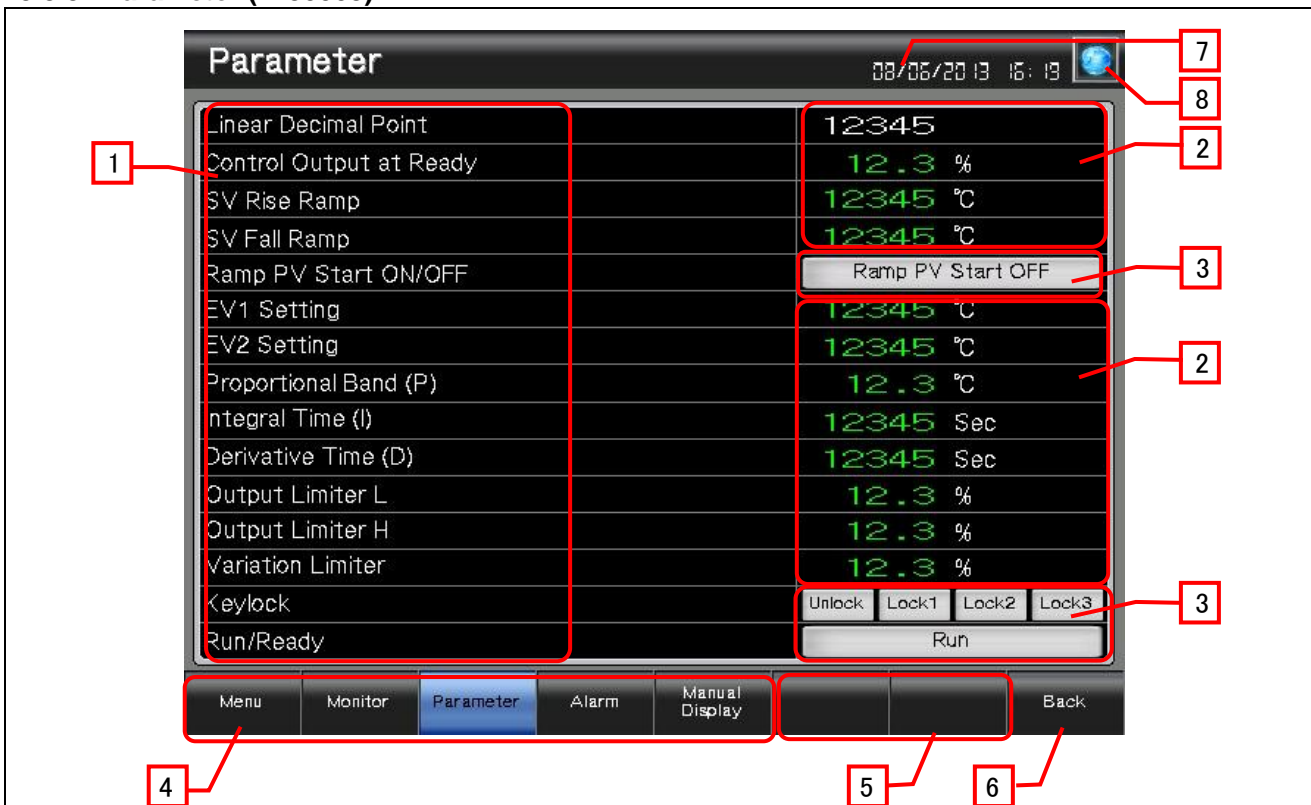 Parameter 08/06/2013 16:19
7
8
Linear Decimal Point 12345
Control Output at Ready 12.3 %
SV Rise Ramp 12345 ℃
SV Fall Ramp 12345 ℃
Ramp PV Start ON/OFF Ramp PV Start OFF
EV1 Setting 12345 ℃
EV2 Setting 12345 ℃
Proportional Band (P) 12.3 ℃
Integral Time (I) 12345 Sec
Derivative Time (D) 12345 Sec
Output Limiter L 12.3 %
Output Limiter H 12.3 %
Variation Limiter 12.3 %
Keylock Unlock Lock1 Lock2 Lock3
Run/Ready Run
1
2
3
2
3
Menu Monitor Parameter Alarm Manual Display Back
4 5 6